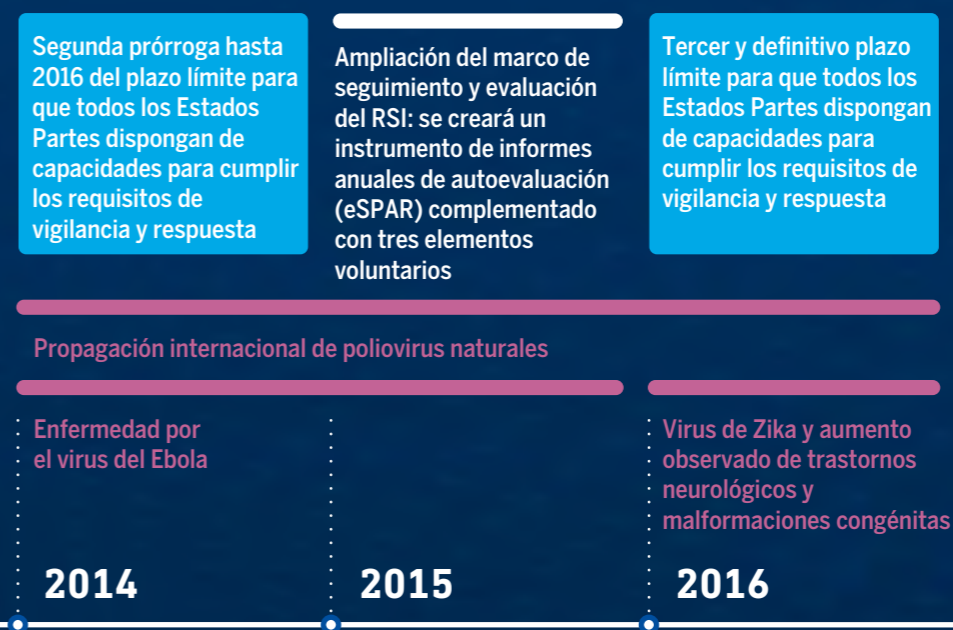 Segunda prórroga hasta
2016 del plazo límite para
que todos los Estados
Partes dispongan de
capacidades para cumplir
los requisitos de
vigilancia y respuesta
Ampliación del marco de
seguimiento y evaluación
del RSI: se creará un
instrumento de informes
anuales de autoevaluación
(eSPAR) complementado
con tres elementos
voluntarios
Tercer y definitivo plazo
límite para que todos los
Estados Partes dispongan
de capacidades para
cumplir los requisitos de
vigilancia y respuesta
Propagación internacional de poliovirus naturales
Enfermedad por
el virus del Ebola
Virus de Zika y aumento
observado de trastornos
neurológicos y
malformaciones congénitas
2014
2015
2016